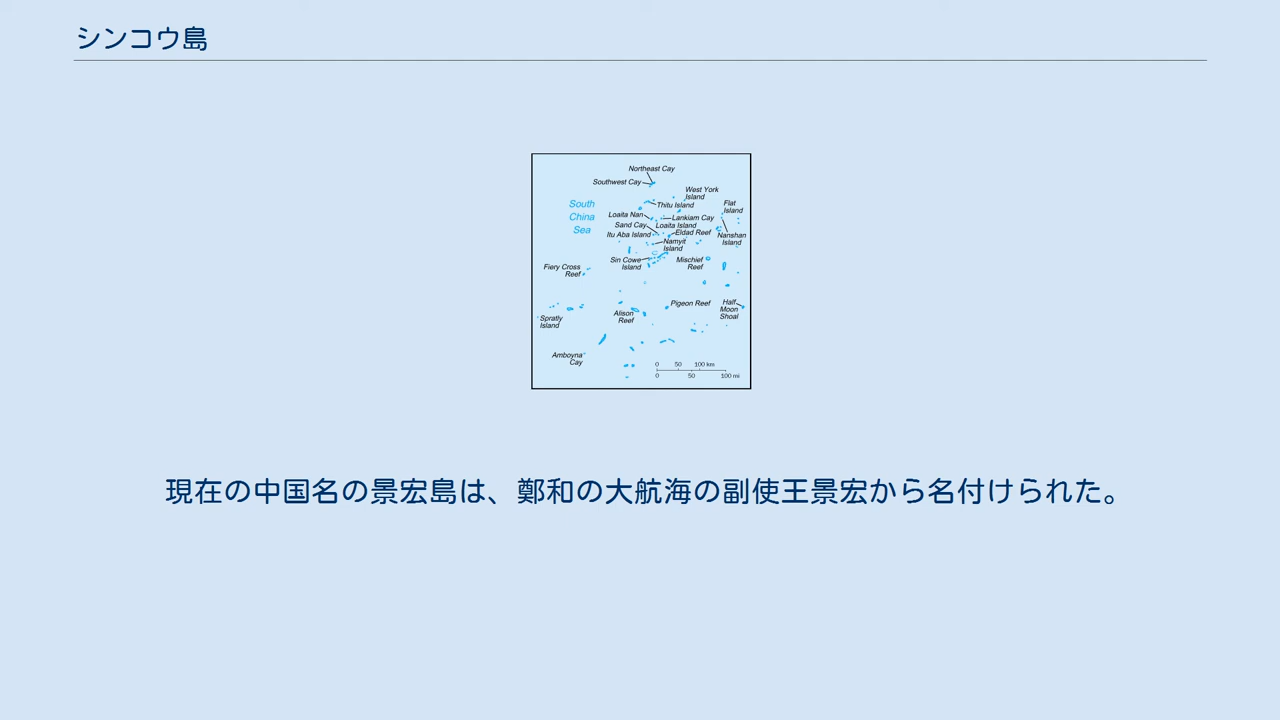 シンコウ島
Northeast Cay
Southwest Cay
West York
Island
Thitu Island
Flat
Island
South
China
Sea
Loaita Nan
Lankiam Cay
Sand Cay
Loaita Island
Itu Aba Island
Eldad Reef
Nanshan
Island
Namyit
Island
Sin Cowe
Island
Mischief
Reef
Fiery Cross
Reef
Pigeon Reef
Half
Moon
Shoal
Alison
Reef
Spratly
Island
Amboyna
Cay
0 50 100 km
0 50 100 mi
現在の中国名の景宏島は、鄭和の大航海の副使王景宏から名付けられた。